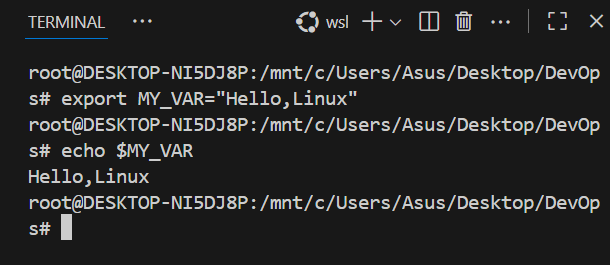 TERMINAL ··· wsl ···
root@DESKTOP-NI5DJ8P:/mnt/c/Users/Asus/Desktop/DevOp
s# export MY_VAR="Hello,Linux"
root@DESKTOP-NI5DJ8P:/mnt/c/Users/Asus/Desktop/DevOp
s# echo $MY_VAR
Hello,Linux
root@DESKTOP-NI5DJ8P:/mnt/c/Users/Asus/Desktop/DevOp
s#